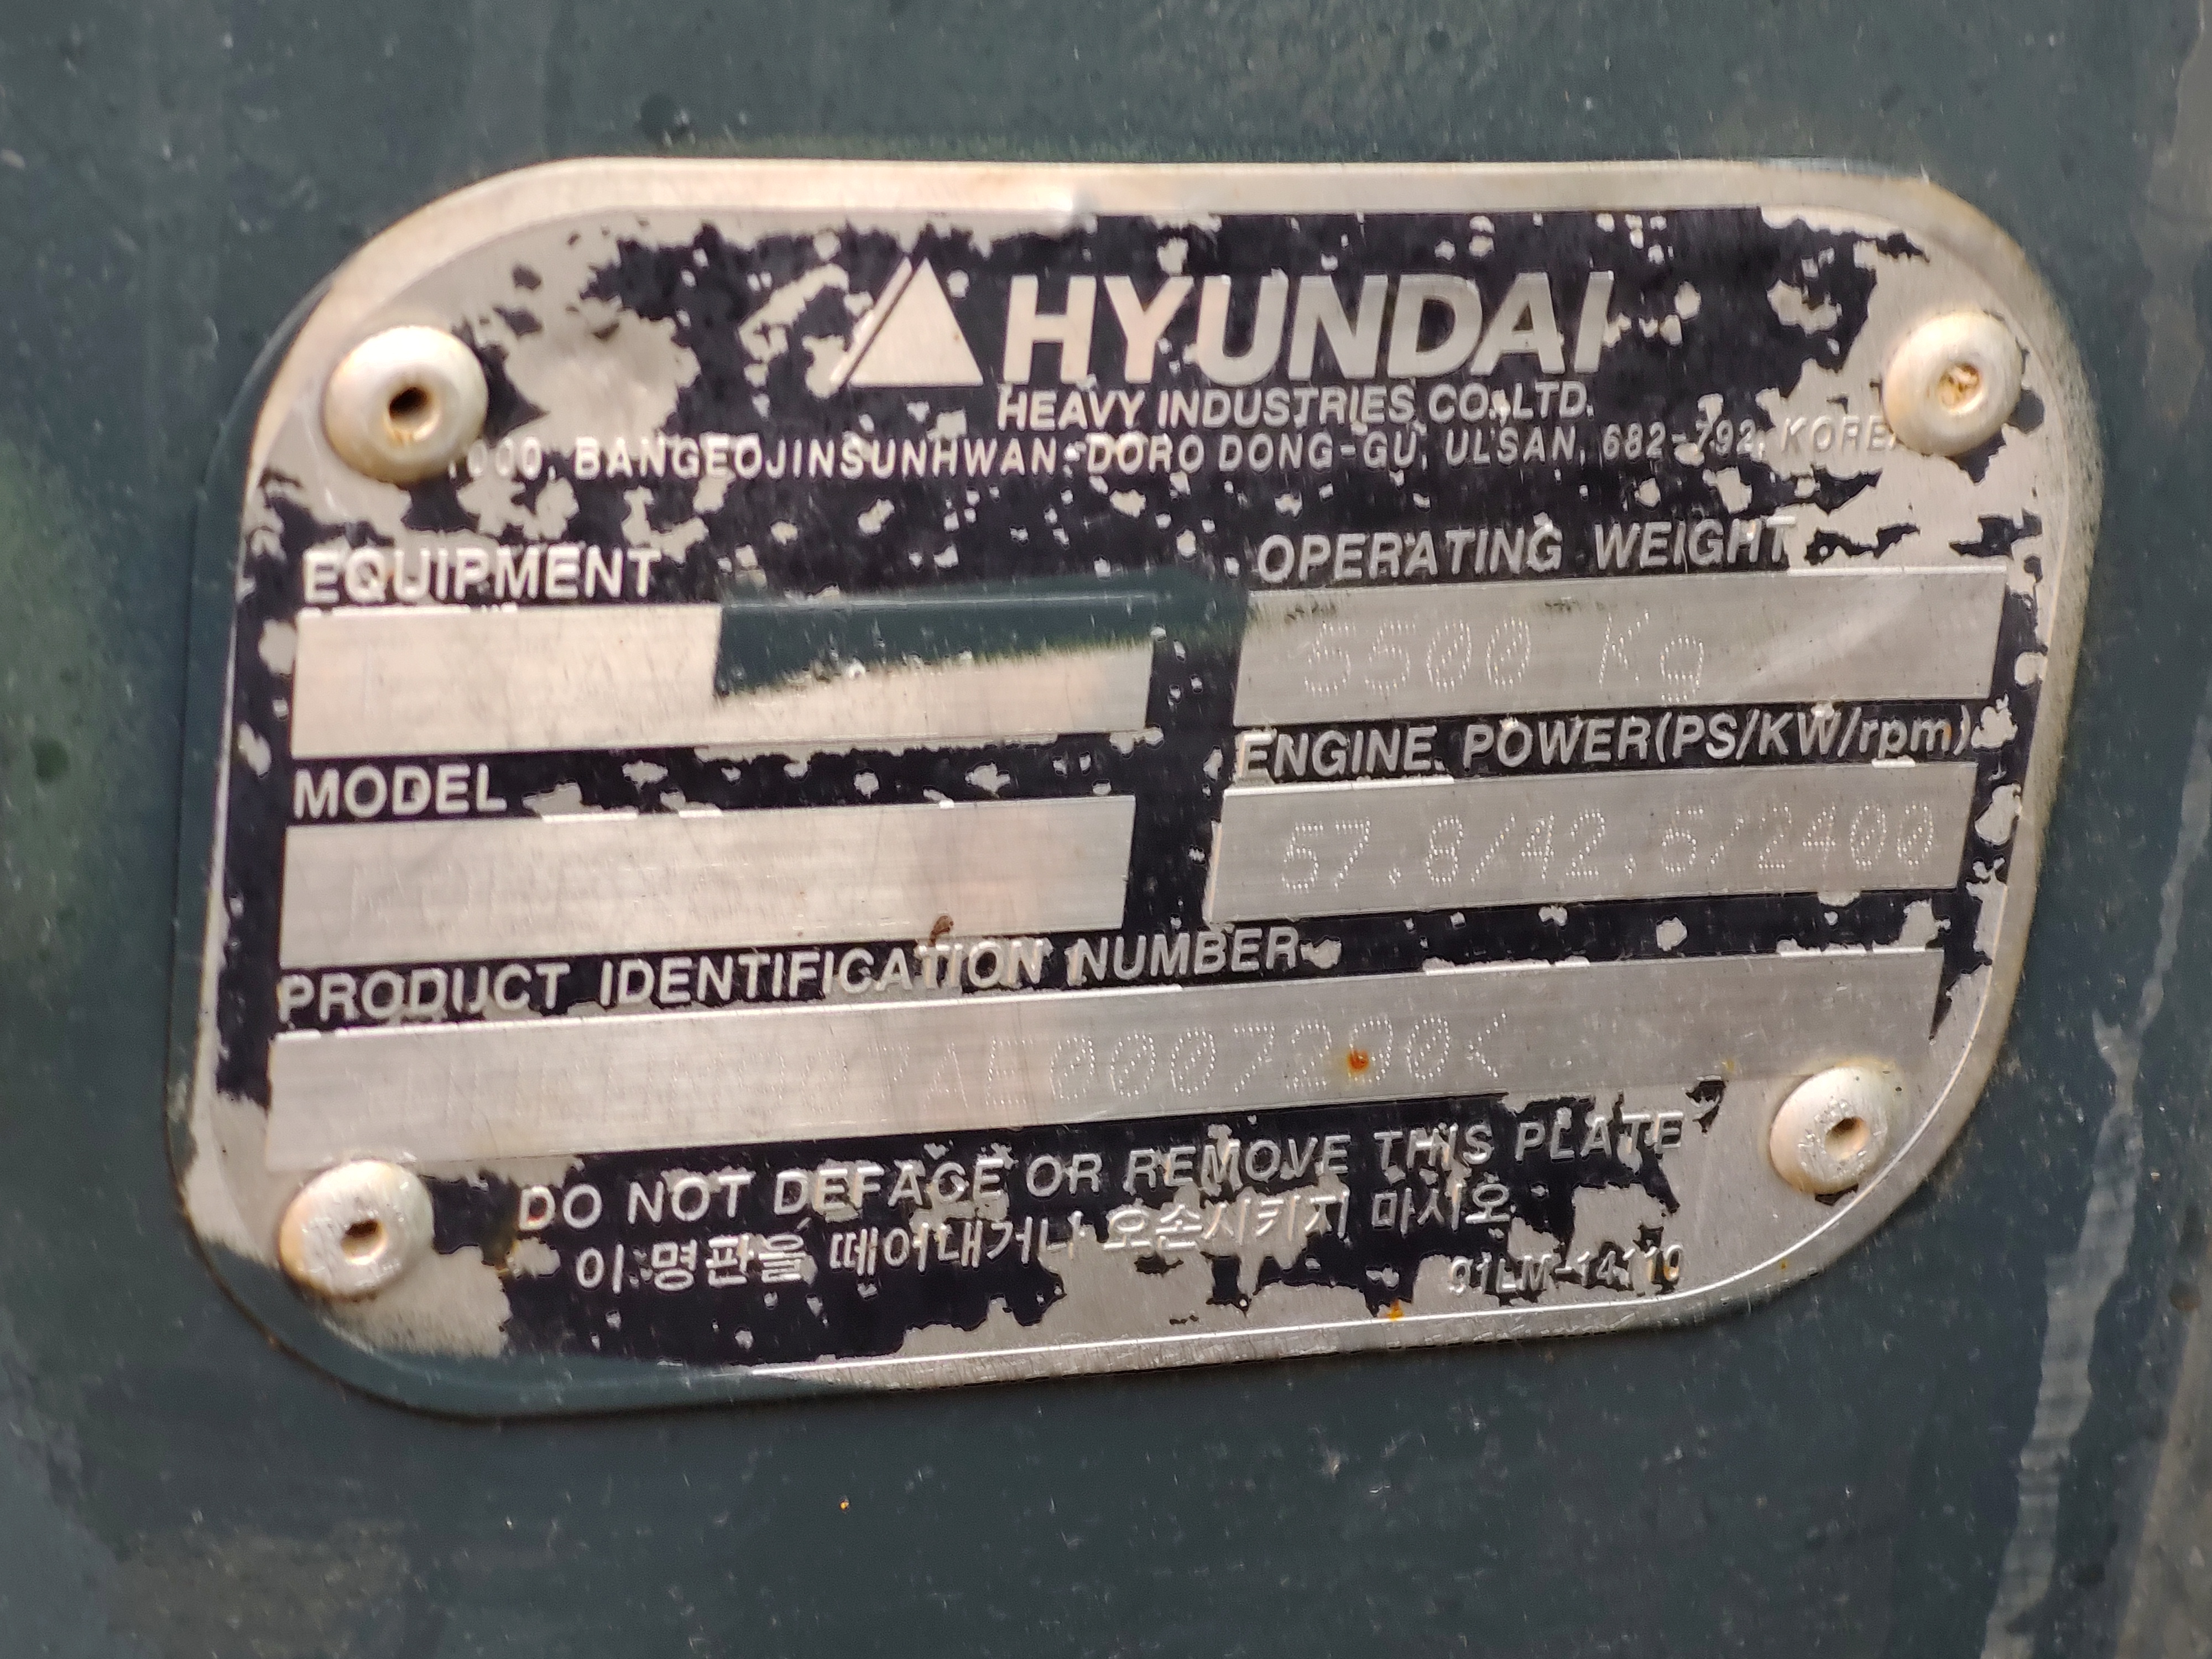 HYUNDAI
HEAVY INDUSTRIES CO.,LTD.
1000, BANGEOJINSUNHWAN-DORO DONG-GU, ULSAN, 682-792, KOREA
EQUIPMENT
OPERATING WEIGHT
5500 Kg
MODEL
ENGINE POWER(PS/KW/rpm)
57.8/42.5/2400
PRODUCT IDENTIFICATION NUMBER
DO NOT DEFACE OR REMOVE THIS PLATE
이 명판을 떼어내거나 오손시키지 마시오
91LM-14110